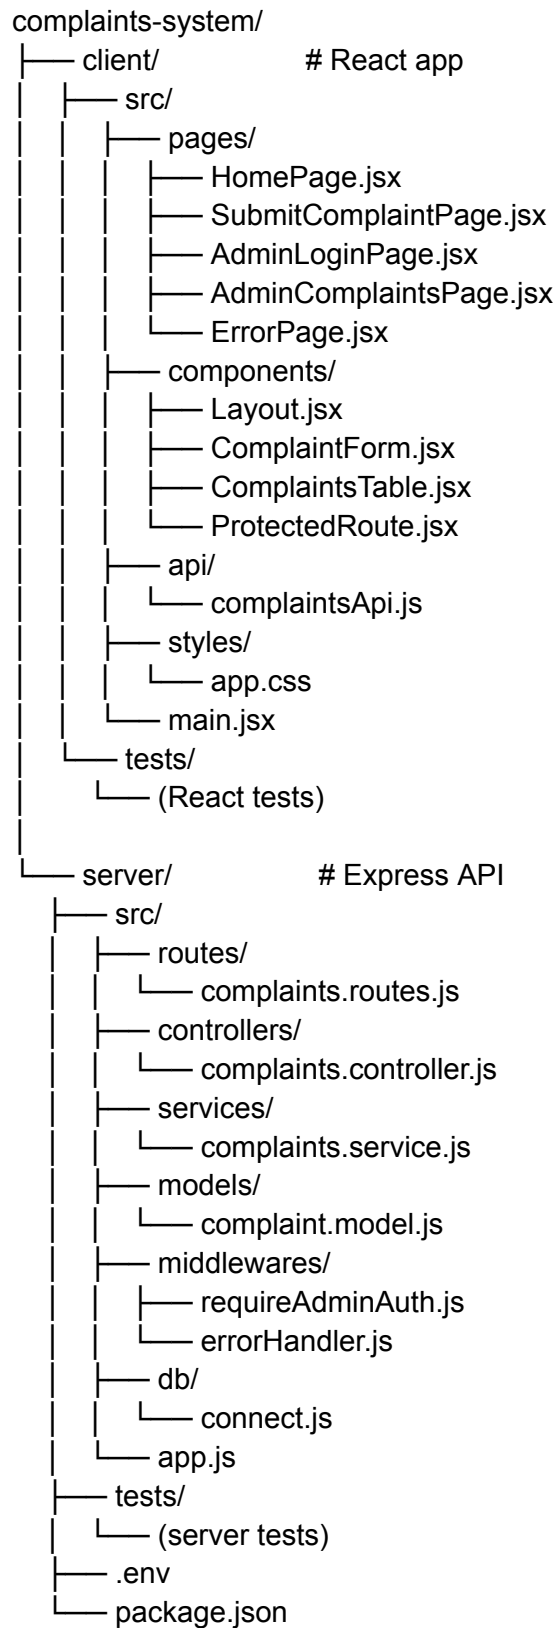 complaints-system/
├── client/ # React app
│ ├── src/
│ │ ├── pages/
│ │ │ ├── HomePage.jsx
│ │ │ ├── SubmitComplaintPage.jsx
│ │ │ ├── AdminLoginPage.jsx
│ │ │ ├── AdminComplaintsPage.jsx
│ │ │ └── ErrorPage.jsx
│ │ ├── components/
│ │ │ ├── Layout.jsx
│ │ │ ├── ComplaintForm.jsx
│ │ │ ├── ComplaintsTable.jsx
│ │ │ └── ProtectedRoute.jsx
│ │ ├── api/
│ │ │ └── complaintsApi.js
│ │ ├── styles/
│ │ │ └── app.css
│ │ └── main.jsx
│ └── tests/
│ └── (React tests)
│
└── server/ # Express API
├── src/
│ ├── routes/
│ │ └── complaints.routes.js
│ ├── controllers/
│ │ └── complaints.controller.js
│ ├── services/
│ │ └── complaints.service.js
│ ├── models/
│ │ └── complaint.model.js
│ ├── middlewares/
│ │ ├── requireAdminAuth.js
│ │ └── errorHandler.js
│ ├── db/
│ │ └── connect.js
│ └── app.js
├── tests/
│ └── (server tests)
├── .env
└── package.json